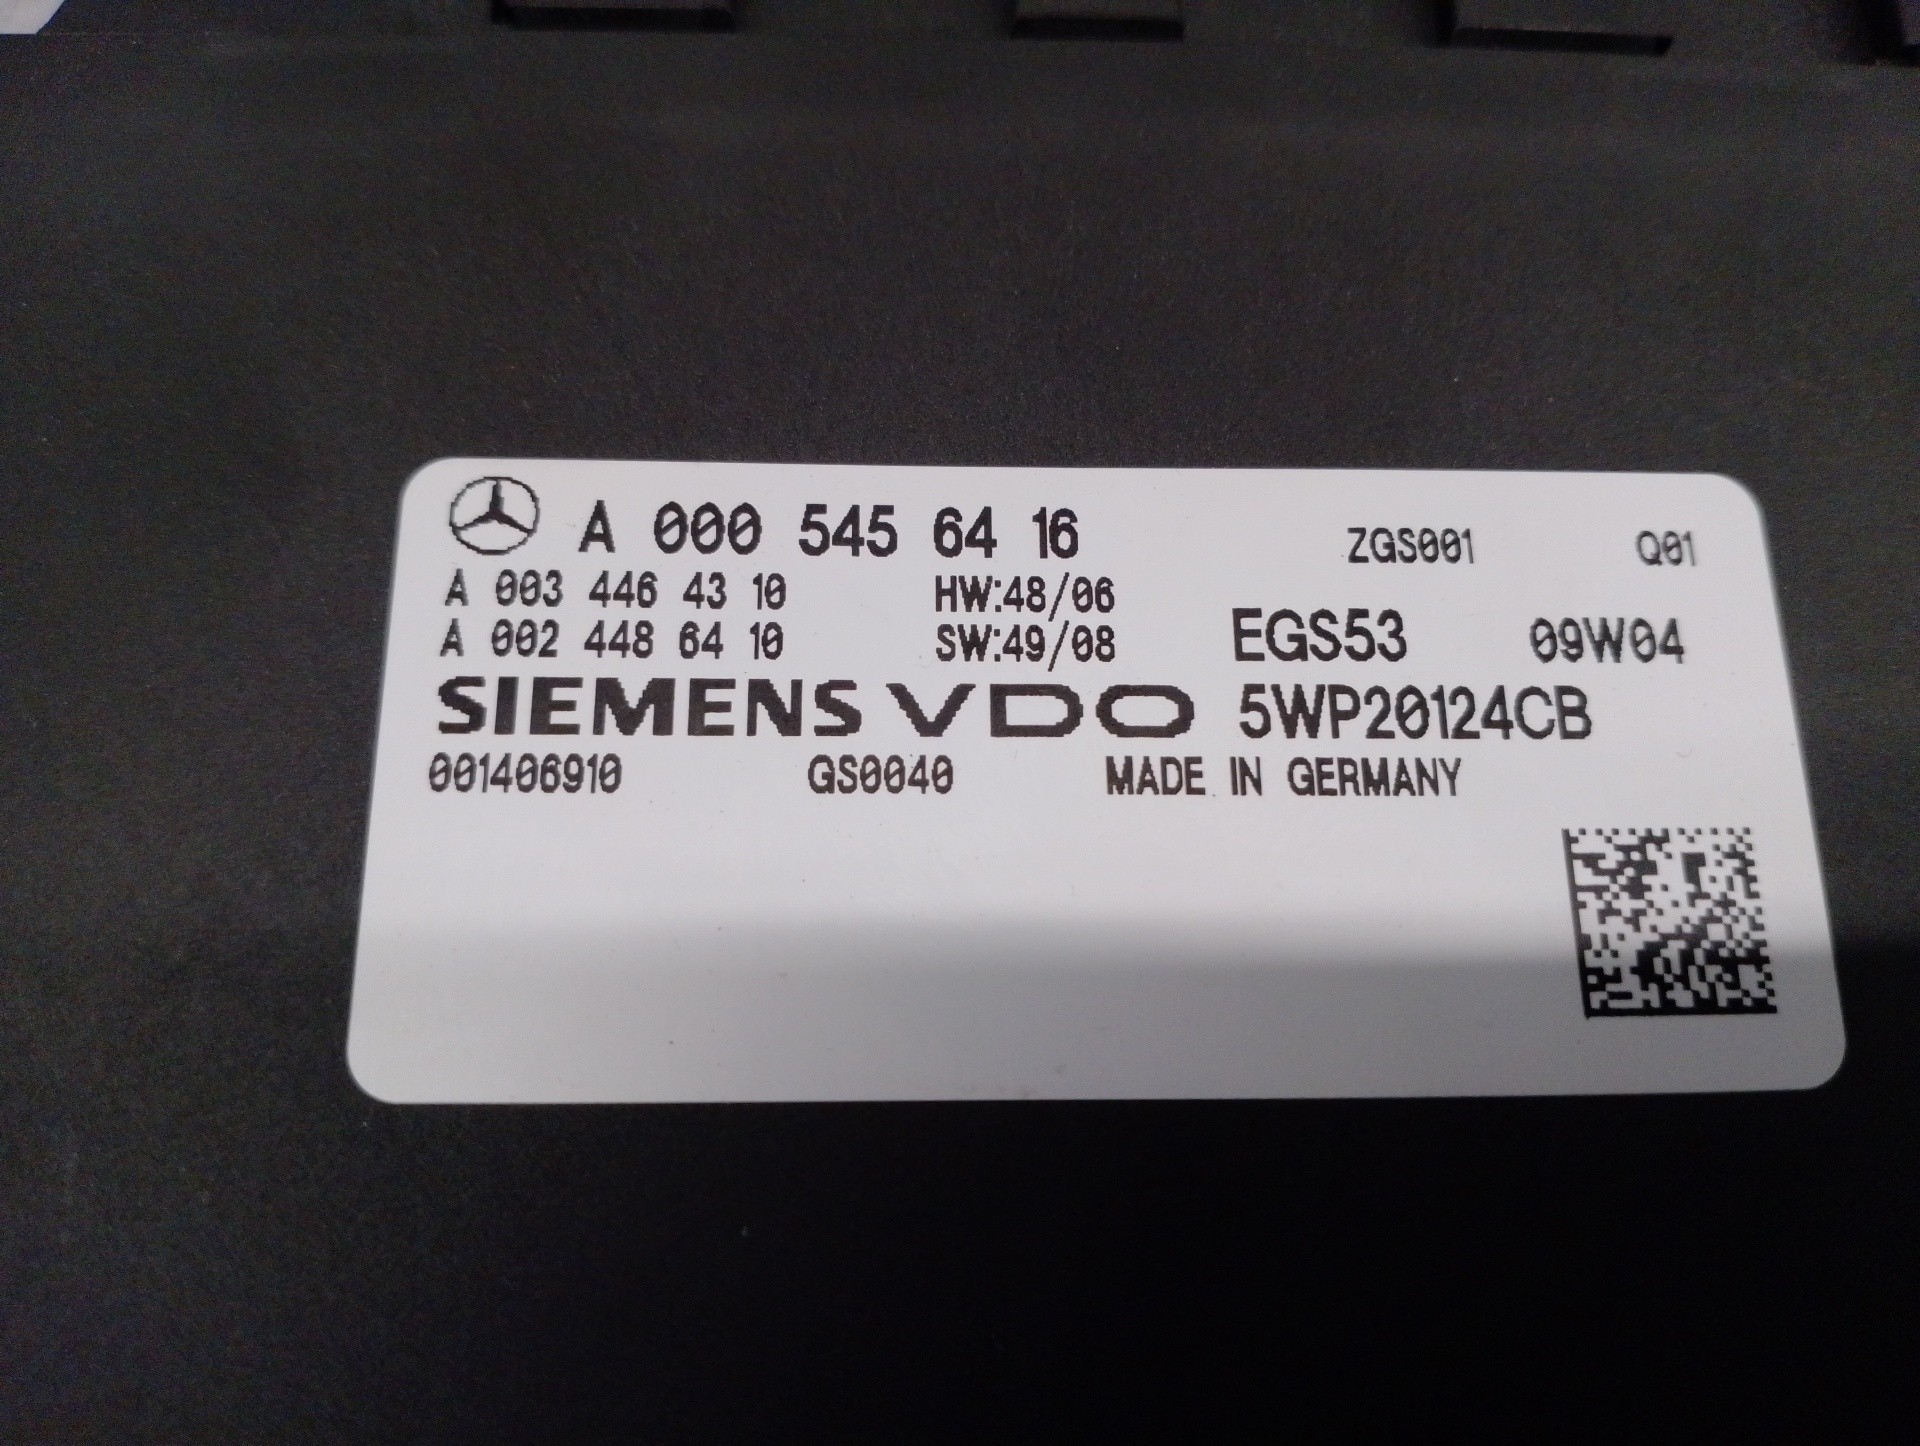 A 000 545 64 16 ZGS001 Q01
A 003 446 43 10 HW:48/06
A 002 448 64 10 SW:49/08 EGS53 09W04
SIEMENS VDO 5WP20124CB
001406910 GS0040 MADE IN GERMANY